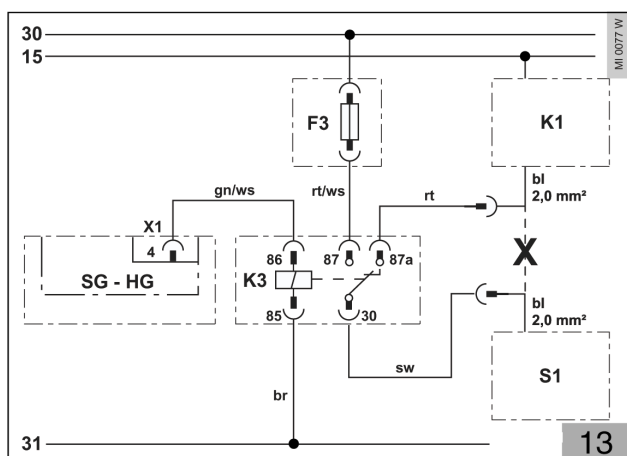 30
15
MI 0077 W
F3
K1
gn/ws
rt/ws
rt
bl
2,0 mm²
X1
4
86
87
87a
X
SG - HG
K3
85
30
bl
2,0 mm²
sw
S1
br
31
13